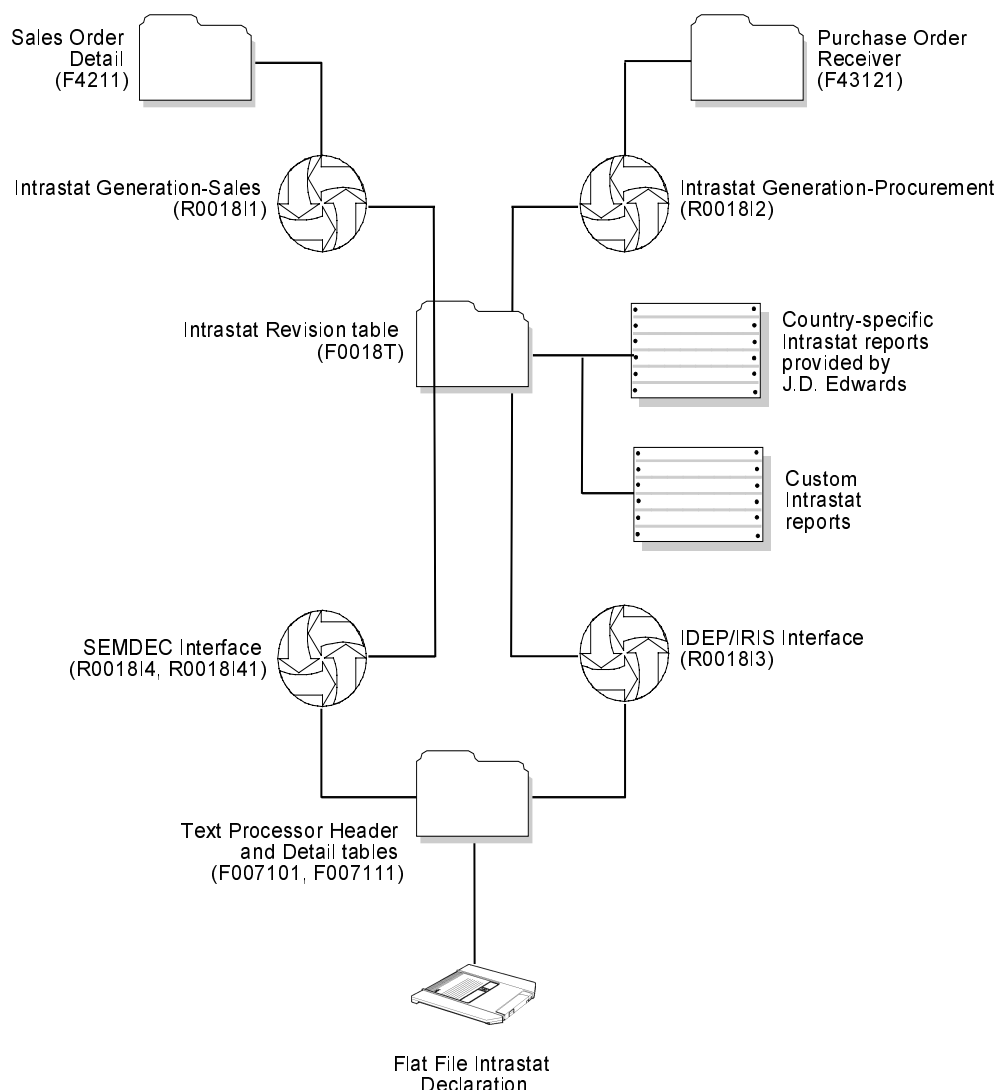 Sales Order
Detail
(F4211)
Purchase Order
Receiver
(F43121)
Intrastat Generation-Sales
(R0018I1)
Intrastat Generation-Procurement
(R0018I2)
Intrastat Revision table
(F0018T)
Country-specific
Intrastat reports
provided by
J.D. Edwards
Custom
Intrastat
reports
SEMDEC Interface
(R0018I4, R0018I41)
IDEP/IRIS Interface
(R0018I3)
Text Processor Header
and Detail tables
(F007101, F007111)
Flat File Intrastat
Declaration